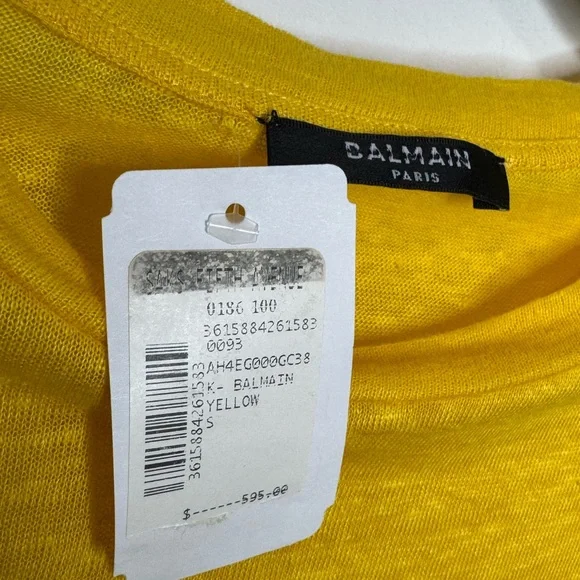 BALMAIN
PARIS
SAKS FIFTH AVENUE
0186 100
3615884261583
0093
AH4EG000GC38
K- BALMAIN
YELLOW
S
3615884261583
$------595.00